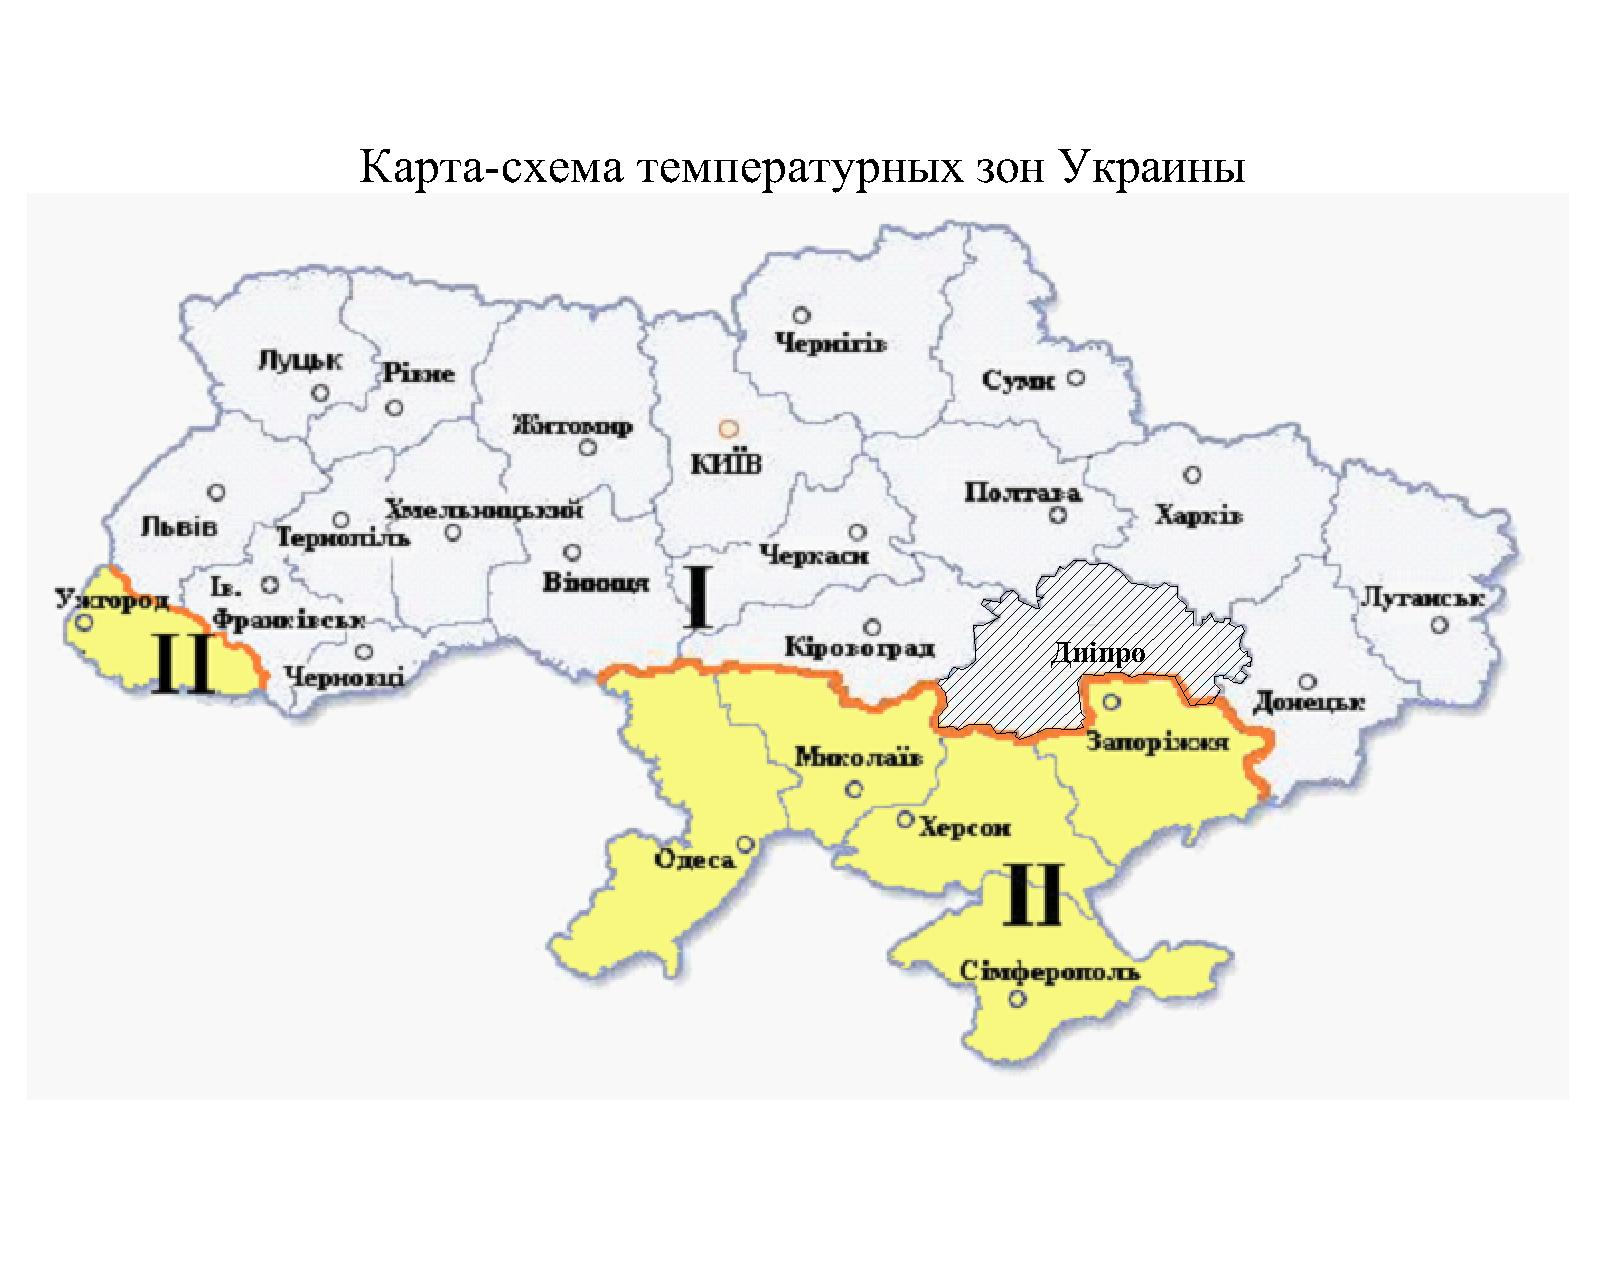 Карта-схема температурных зон Украины
Чернігів
Луцьк
Рівне
Суми
Житомир
КИЇВ
Полтава
Львів
Хмельницький
Тернопіль
Харків
Черкаси
Вінниця
I
Ужгород
Ів.
Франківськ
Луганськ
Кіровоград
Дніпро
II
Чернівці
Донецьк
Запоріжжя
Миколаїв
Херсон
Одеса
II
Сімферополь